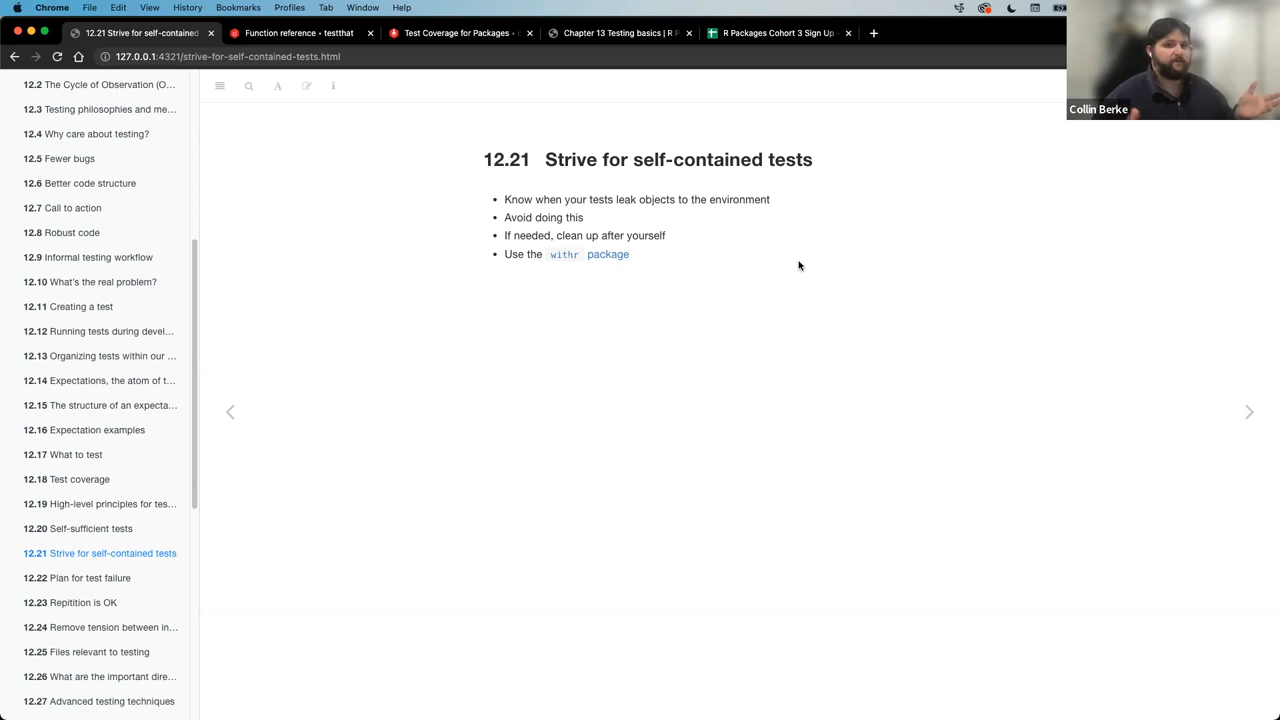 Chrome File Edit View History Bookmarks Profiles Tab Window Help
12.21 Strive for self-contained
Function reference • testthat
Test Coverage for Packages •
Chapter 13 Testing basics | R P
R Packages Cohort 3 Sign Up -
127.0.0.1:4321/strive-for-self-contained-tests.html
Collin Berke
12.2 The Cycle of Observation (O...
12.3 Testing philosophies and me...
12.4 Why care about testing?
12.5 Fewer bugs
12.6 Better code structure
12.7 Call to action
12.8 Robust code
12.9 Informal testing workflow
12.10 What's the real problem?
12.11 Creating a test
12.12 Running tests during devel...
12.13 Organizing tests within our ...
12.14 Expectations, the atom of t...
12.15 The structure of an expecta...
12.16 Expectation examples
12.17 What to test
12.18 Test coverage
12.19 High-level principles for tes...
12.20 Self-sufficient tests
12.21 Strive for self-contained tests
12.22 Plan for test failure
12.23 Repitition is OK
12.24 Remove tension between in...
12.25 Files relevant to testing
12.26 What are the important dire...
12.27 Advanced testing techniques
12.21 Strive for self-contained tests
• Know when your tests leak objects to the environment
• Avoid doing this
• If needed, clean up after yourself
• Use the withr package